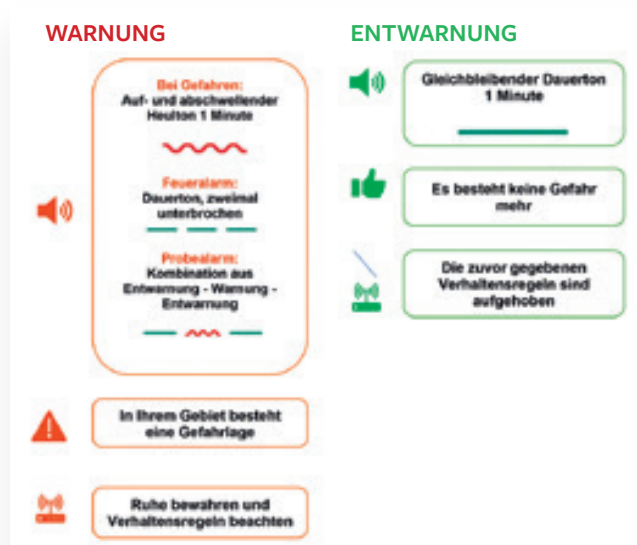 WARNUNG
Bei Gefahren:
Auf- und abschwellender
Heulton 1 Minute
Feueralarm:
Dauerton, zweimal
unterbrochen
Probealarm:
Kombination aus
Entwarnung - Warnung -
Entwarnung
In Ihrem Gebiet besteht
eine Gefahrlage
Ruhe bewahren und
Verhaltensregeln beachten
ENTWARNUNG
Gleichbleibender Dauerton
1 Minute
Es besteht keine Gefahr
mehr
Die zuvor gegebenen
Verhaltensregeln sind
aufgehoben